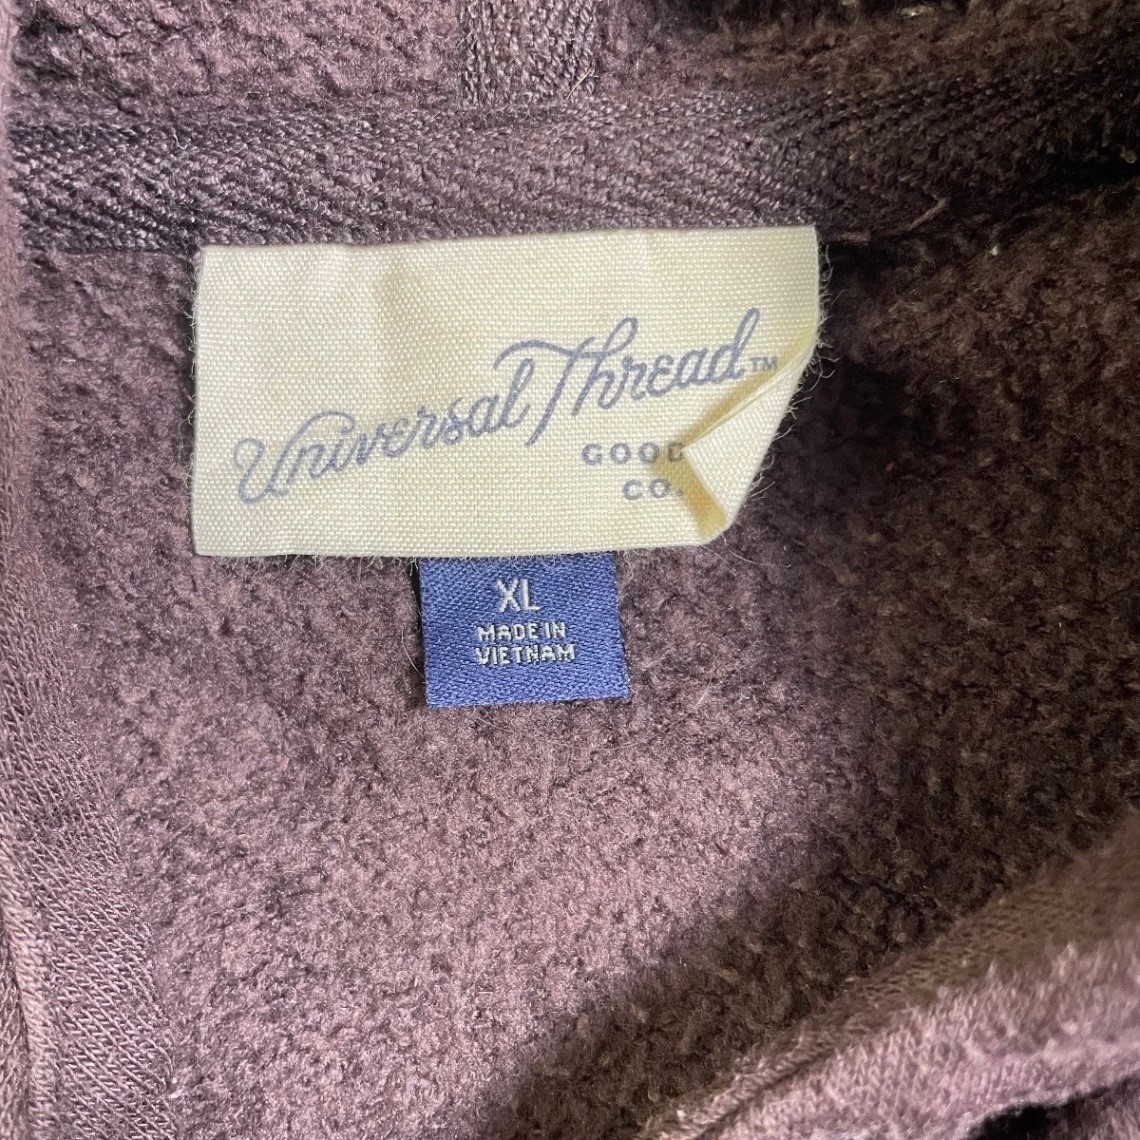 Universal Thread™
GOOD
CO.
XL
MADE IN
VIETNAM